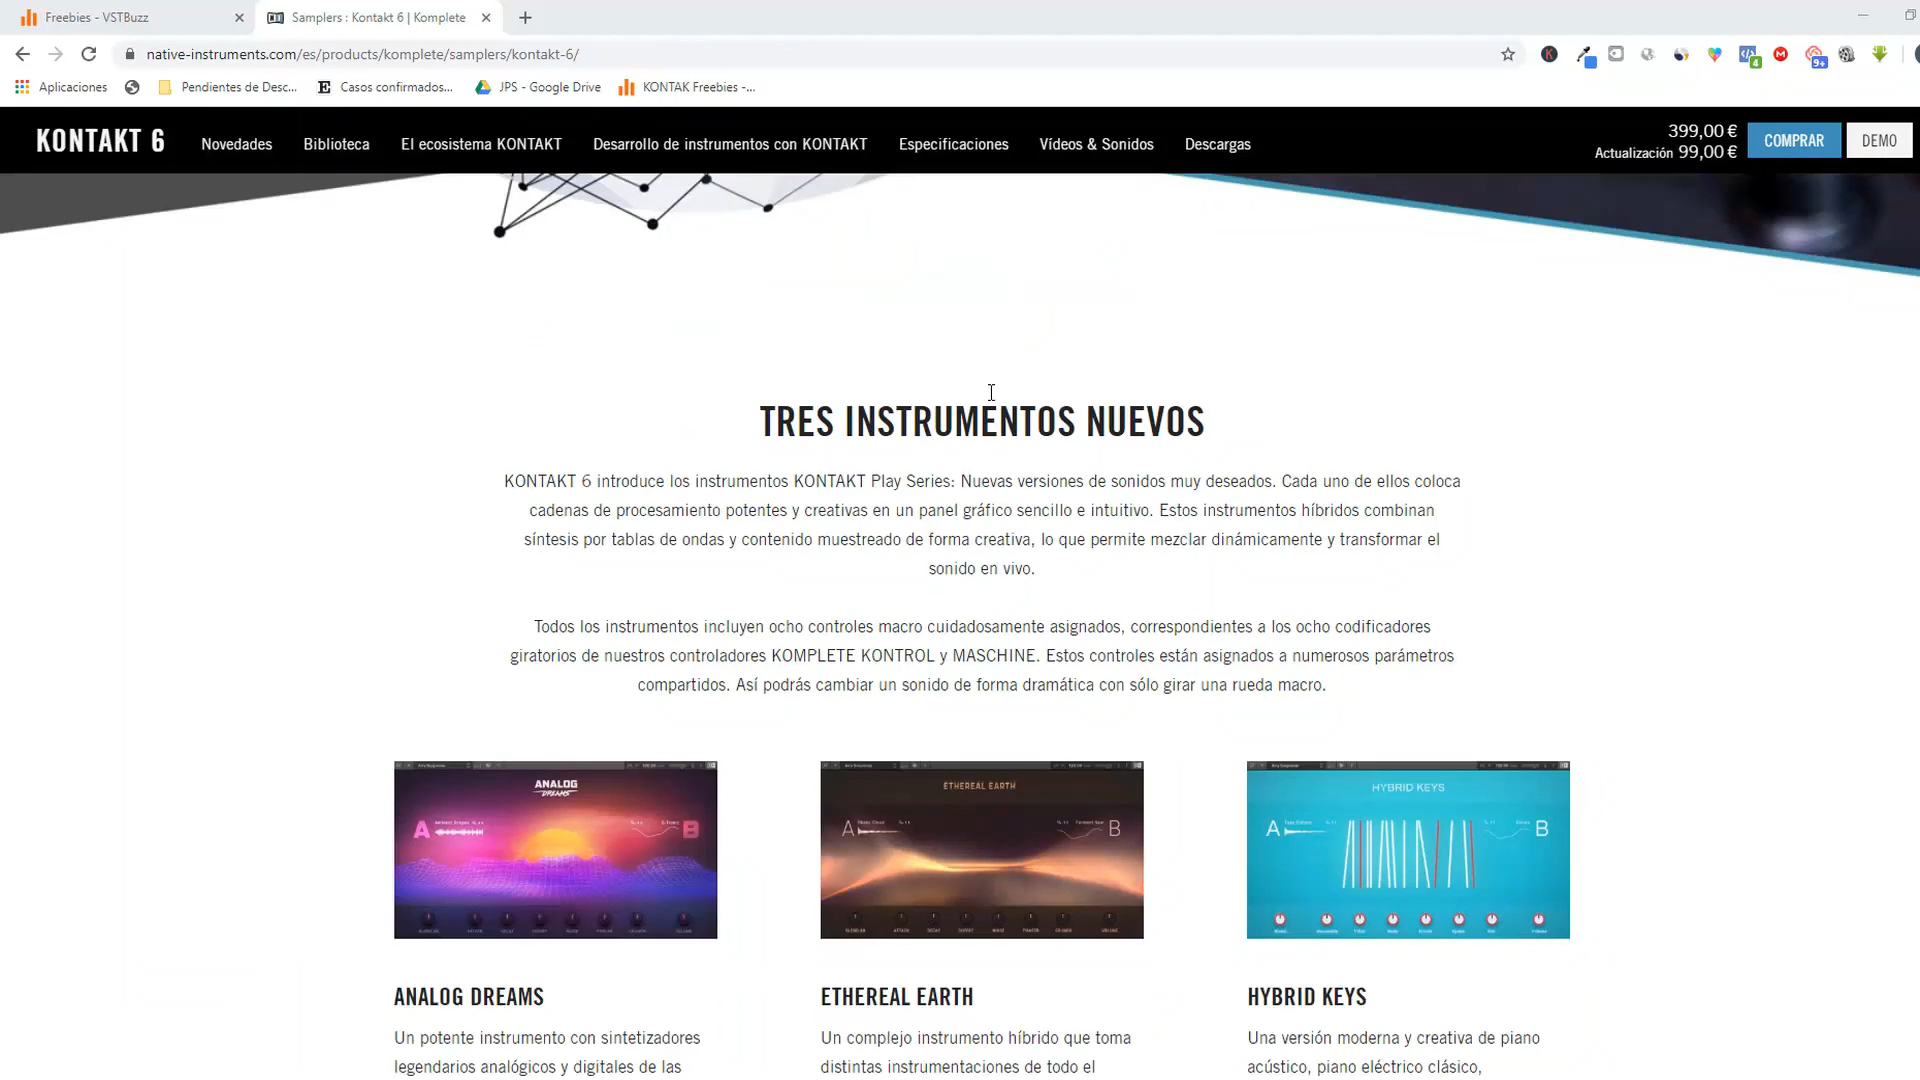 Freebies - VSTBuzz
Samplers : Kontakt 6 | Komplete
native-instruments.com/es/products/komplete/samplers/kontakt-6/
4
9+
Aplicaciones
Pendientes de Desc...
Casos confirmados...
JPS - Google Drive
KONTAK Freebies -...
KONTAKT 6
Novedades
Biblioteca
El ecosistema KONTAKT
Desarrollo de instrumentos con KONTAKT
Especificaciones
Vídeos & Sonidos
Descargas
399,00 €
Actualización 99,00 €
COMPRAR
DEMO
TRES INSTRUMENTOS NUEVOS
KONTAKT 6 introduce los instrumentos KONTAKT Play Series: Nuevas versiones de sonidos muy deseados. Cada uno de ellos coloca
cadenas de procesamiento potentes y creativas en un panel gráfico sencillo e intuitivo. Estos instrumentos híbridos combinan
síntesis por tablas de ondas y contenido muestreado de forma creativa, lo que permite mezclar dinámicamente y transformar el
sonido en vivo.
Todos los instrumentos incluyen ocho controles macro cuidadosamente asignados, correspondientes a los ocho codificadores
giratorios de nuestros controladores KOMPLETE KONTROL y MASCHINE. Estos controles están asignados a numerosos parámetros
compartidos. Así podrás cambiar un sonido de forma dramática con sólo girar una rueda macro.
ANALOG
DREAMS
A
B
ETHEREAL EARTH
A
B
HYBRID KEYS
A
B
ANALOG DREAMS
Un potente instrumento con sintetizadores
legendarios analógicos y digitales de las
ETHEREAL EARTH
Un complejo instrumento híbrido que toma
distintas instrumentaciones de todo el
HYBRID KEYS
Una versión moderna y creativa de piano
acústico, piano eléctrico clásico,